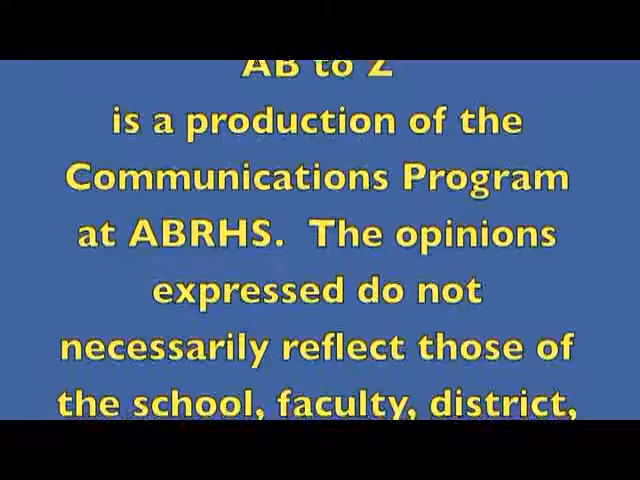 AB to Z
is a production of the
Communications Program
at ABRHS.  The opinions
expressed do not
necessarily reflect those of
the school, faculty, district,